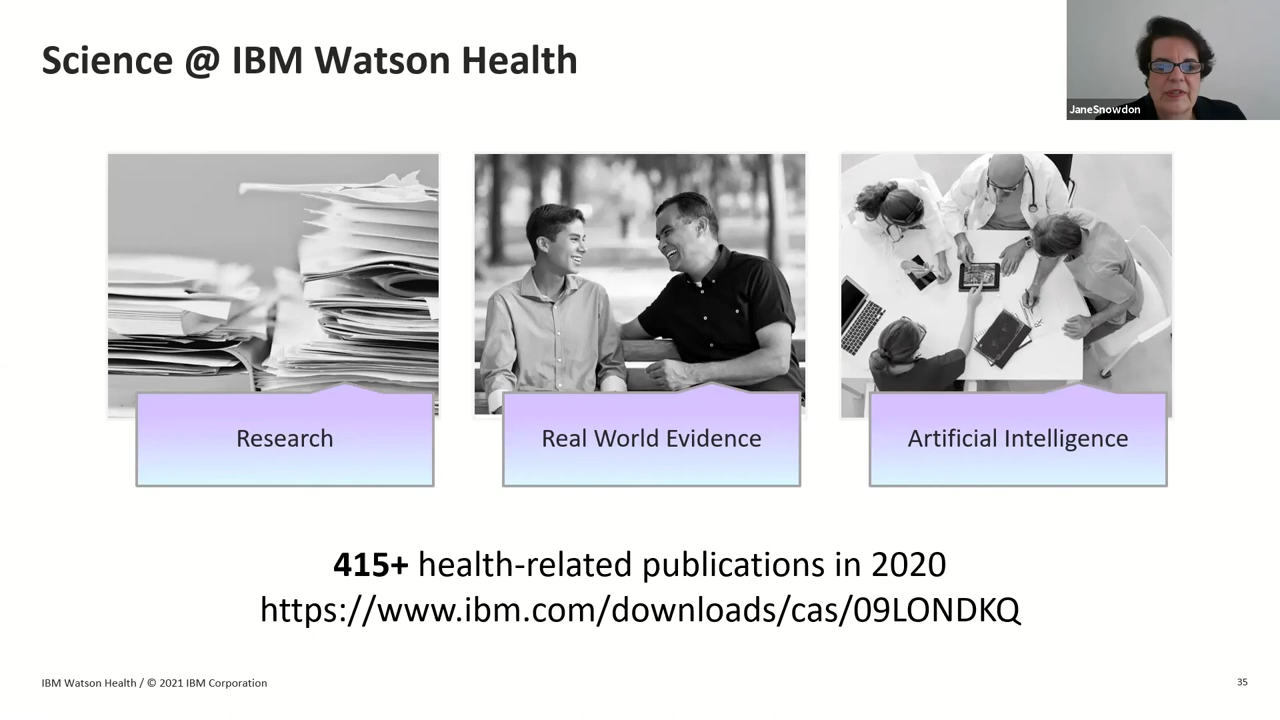 Science @ IBM Watson Health
JaneSnowdon
Research
Real World Evidence
Artificial Intelligence
415+ health-related publications in 2020
https://www.ibm.com/downloads/cas/09LONDKQ
IBM Watson Health / © 2021 IBM Corporation
35